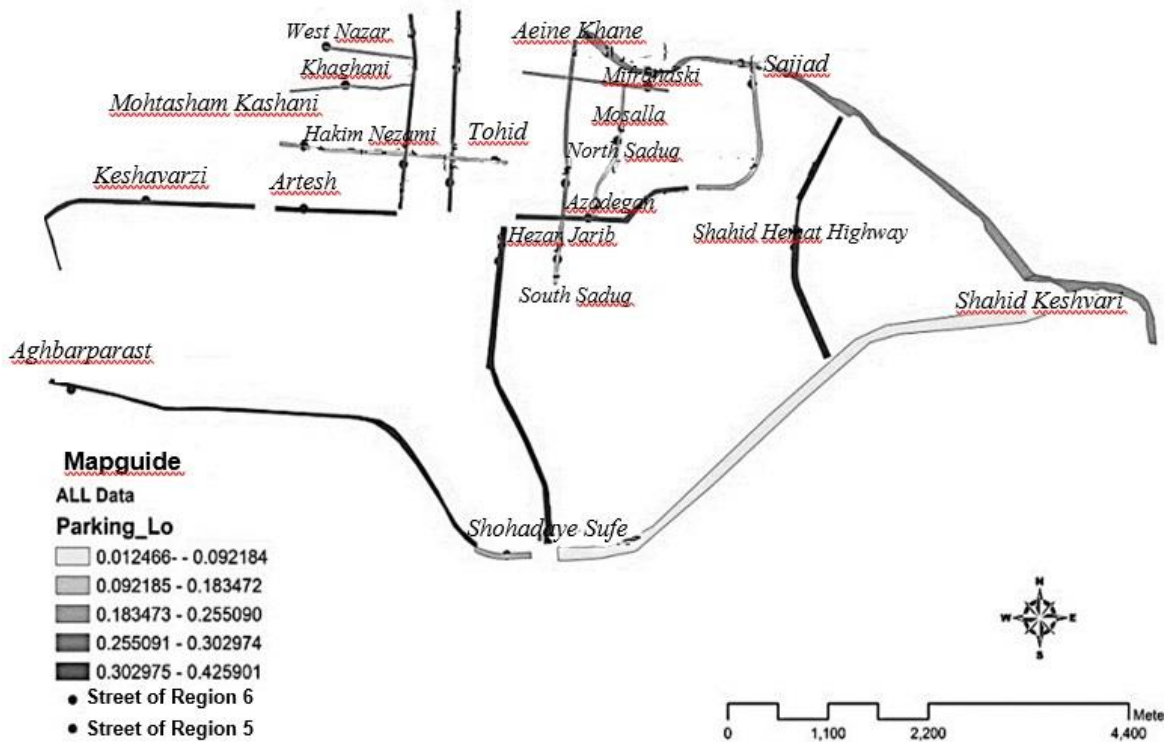 West Nazar
Aeine Khane
Khaghani
Sajjad
Mohtasham Kashani
Mosalla
Hakim Nezami
Tohid
North Saduq
Keshavarzi
Artesh
Azadegan
Hezar Jarib
Shahid Hemat Highway
South Saduq
Shahid Keshvari
Aghbarparast
Shohadaye Sufe
Mapguide
ALL Data
Parking_Lo
0.012466- - 0.092184
0.092185 - 0.183472
0.183473 - 0.255090
0.255091 - 0.302974
0.302975 - 0.425901
Street of Region 6
Street of Region 5
N
W
E
S
Mete
0
1,100
2,200
4,400